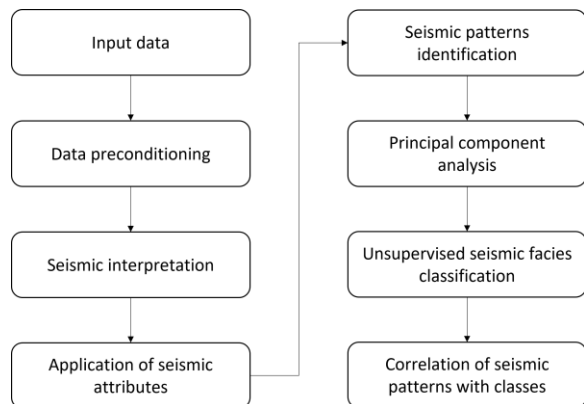 Input data
Data preconditioning
Seismic interpretation
Application of seismic
attributes
Seismic patterns
identification
Principal component
analysis
Unsupervised seismic facies
classification
Correlation of seismic
patterns with classes